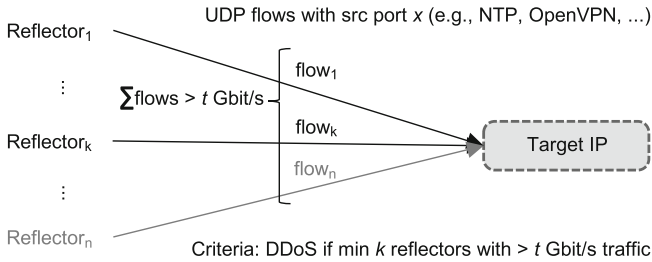 UDP flows with src port x (e.g., NTP, OpenVPN, ...)
Reflector₁
flow₁
⋮
∑flows > t Gbit/s
Reflectorₖ
flowₖ
Target IP
flowₙ
⋮
Reflectorₙ
Criteria: DDoS if min k reflectors with > t Gbit/s traffic